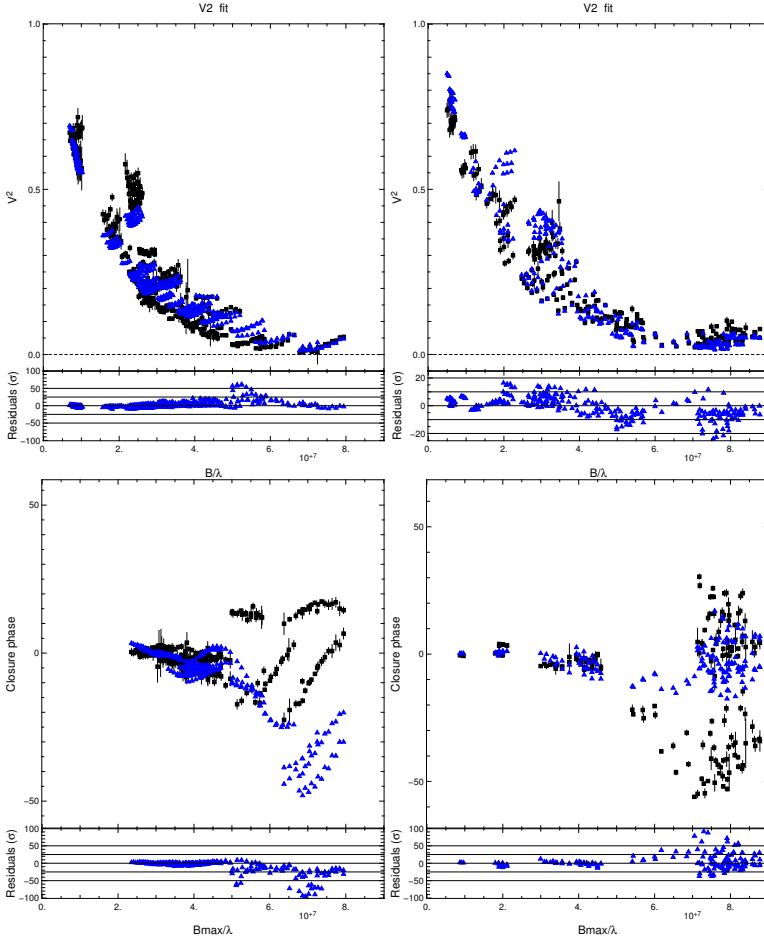 V2 fit
V2 fit
1.0
1.0
V²
V²
0.5
0.5
0.0
0.0
Residuals (σ)
100
50
0
−50
−100
Residuals (σ)
20
0
−20
0. 2. 4. 6. 8.
0. 2. 4. 6. 8.
10+7
10+7
B/λ
B/λ
Closure phase
Closure phase
50
50
0
0
−50
−50
Residuals (σ)
100
50
0
−50
−100
Residuals (σ)
100
50
0
−50
−100
0. 2. 4. 6. 8.
0. 2. 4. 6. 8.
10+7
10+7
Bmax/λ
Bmax/λ